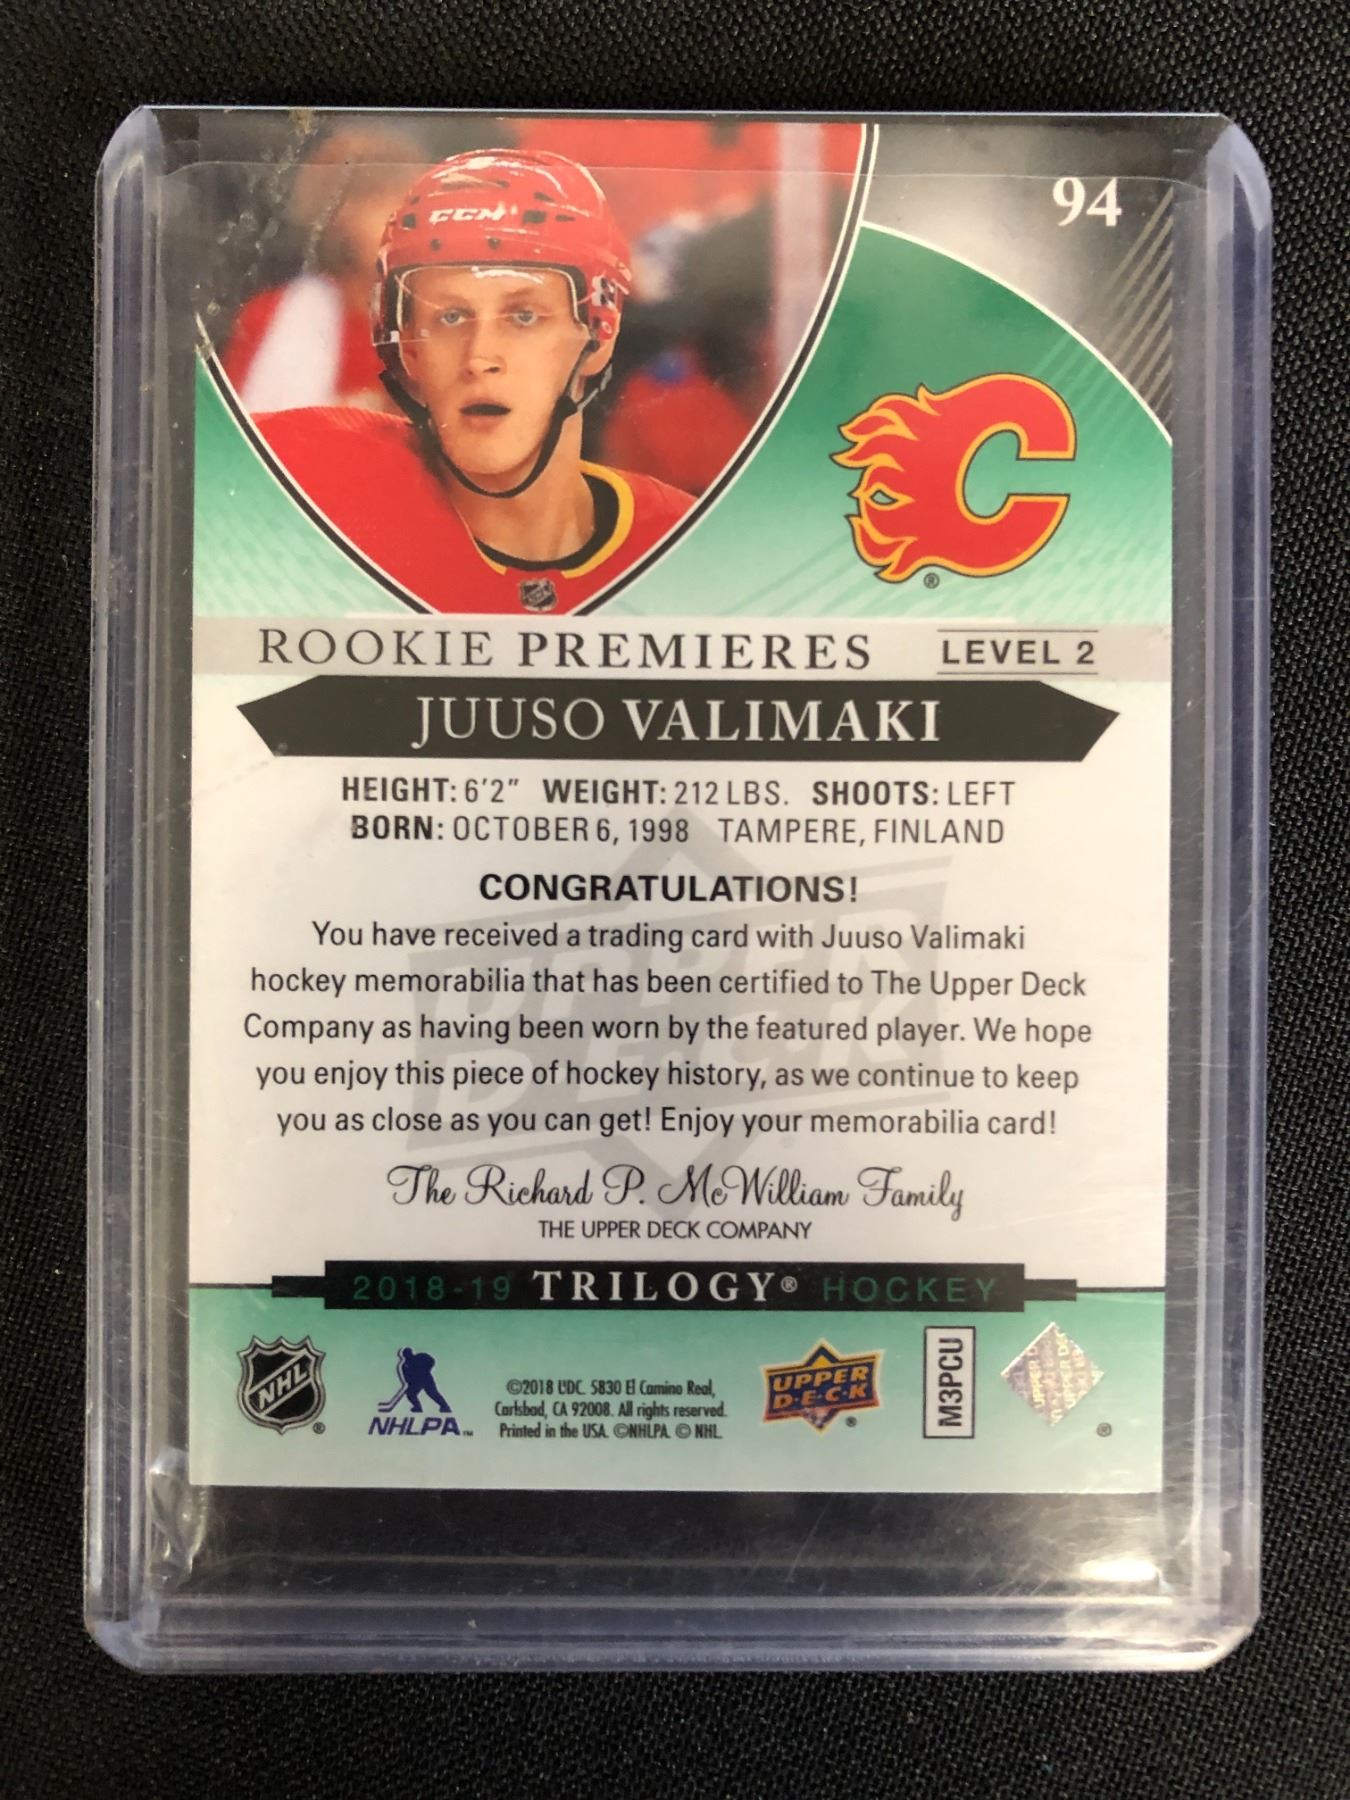 94
CCM
ROOKIE PREMIERES LEVEL 2
JUUSO VALIMAKI
HEIGHT: 6'2" WEIGHT: 212 LBS. SHOOTS: LEFT
BORN: OCTOBER 6, 1998 TAMPERE, FINLAND
CONGRATULATIONS!
You have received a trading card with Juuso Valimaki
hockey memorabilia that has been certified to The Upper Deck
Company as having been worn by the featured player. We hope
you enjoy this piece of hockey history, as we continue to keep
you as close as you can get! Enjoy your memorabilia card!
The Richard P. McWilliam Family
THE UPPER DECK COMPANY
2018-19 TRILOGY® HOCKEY
NHL ®
NHLPA™
©2018 UDC. 5830 El Camino Real,
Carlsbad, CA 92008. All rights reserved.
Printed in the USA. ©NHLPA. © NHL.
UPPER
D·E·C·K ®
M3PCU
®